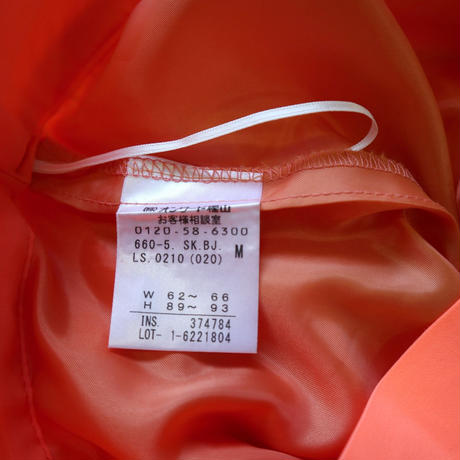 ㈱オンワード樫山
お客様相談室
0120-58-6300
660-5. SK.BJ. M
LS. 0210 (020)
W 62～ 66
H 89～ 93
INS. 374784
LOT- 1-6221804